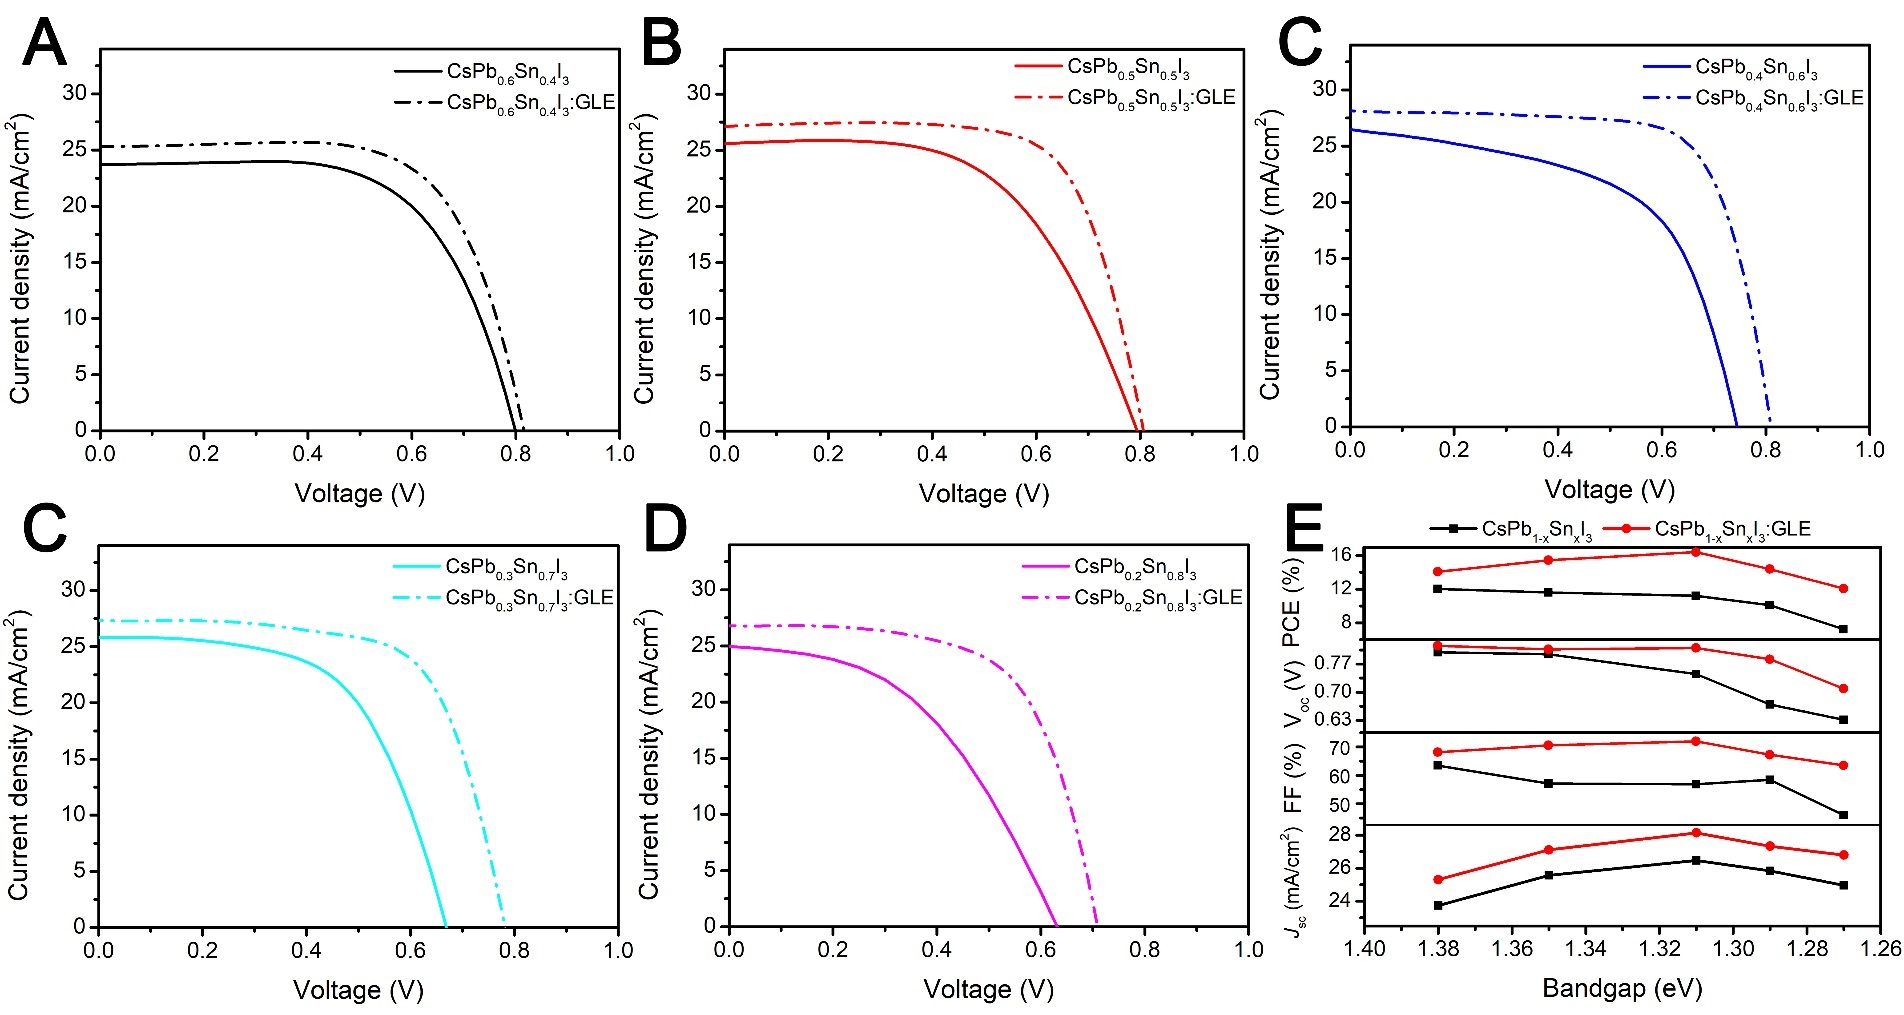 A
CsPb0.6Sn0.4I3
CsPb0.6Sn0.4I3:GLE
Current density (mA/cm2)
30
25
20
15
10
5
0
0.0 0.2 0.4 0.6 0.8 1.0
Voltage (V)
B
CsPb0.5Sn0.5I3
CsPb0.5Sn0.5I3:GLE
Current density (mA/cm2)
30
25
20
15
10
5
0
0.0 0.2 0.4 0.6 0.8 1.0
Voltage (V)
C
CsPb0.4Sn0.6I3
CsPb0.4Sn0.6I3:GLE
Current density (mA/cm2)
30
25
20
15
10
5
0
0.0 0.2 0.4 0.6 0.8 1.0
Voltage (V)
C
CsPb0.3Sn0.7I3
CsPb0.3Sn0.7I3:GLE
Current density (mA/cm2)
30
25
20
15
10
5
0
0.0 0.2 0.4 0.6 0.8 1.0
Voltage (V)
D
CsPb0.2Sn0.8I3
CsPb0.2Sn0.8I3:GLE
Current density (mA/cm2)
30
25
20
15
10
5
0
0.0 0.2 0.4 0.6 0.8 1.0
Voltage (V)
E
CsPb1-xSnxI3 CsPb1-xSnxI3:GLE
PCE (%)
16
12
8
Voc (V)
0.77
0.70
0.63
FF (%)
70
60
50
Jsc (mA/cm2)
28
26
24
1.40 1.38 1.36 1.34 1.32 1.30 1.28 1.26
Bandgap (eV)